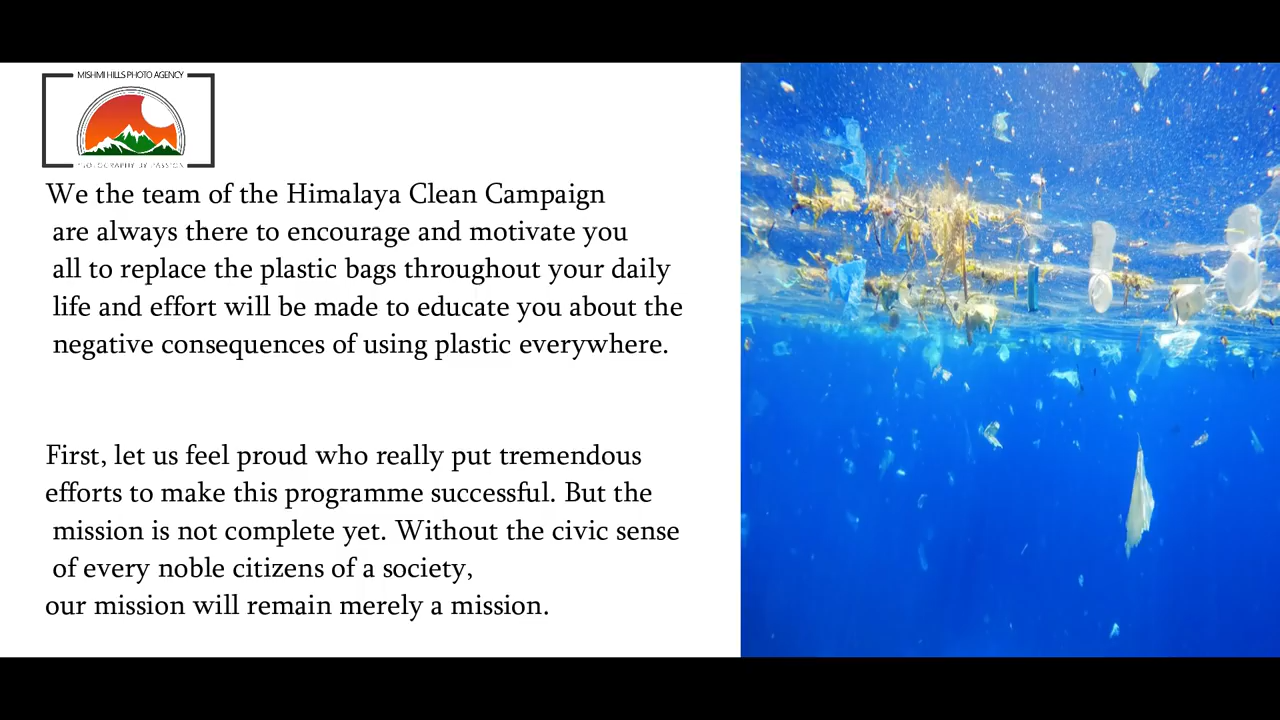 MISHMI HILLS PHOTO AGENCY
PHOTOGRAPHY BY PASSION
We the team of the Himalaya Clean Campaign
are always there to encourage and motivate you
all to replace the plastic bags throughout your daily
life and effort will be made to educate you about the
negative consequences of using plastic everywhere.
First, let us feel proud who really put tremendous
efforts to make this programme successful. But the
mission is not complete yet. Without the civic sense
of every noble citizens of a society,
our mission will remain merely a mission.